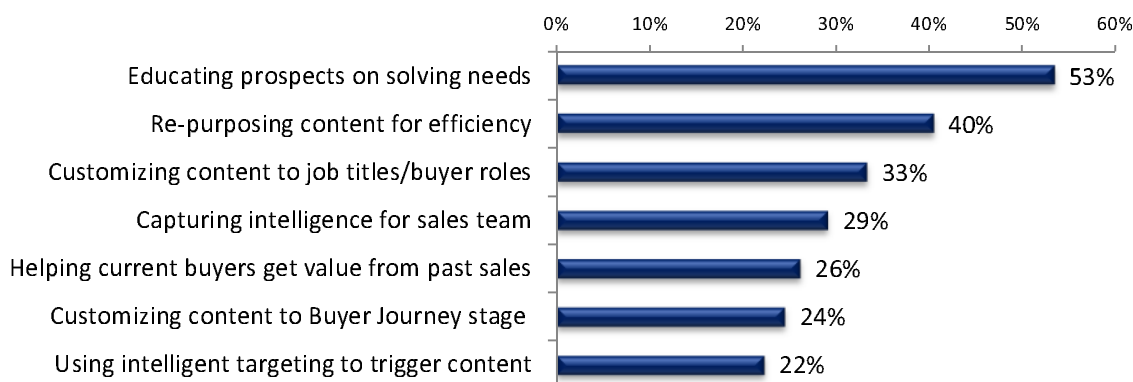 0% 10% 20% 30% 40% 50% 60%
Educating prospects on solving needs 53%
Re-purposing content for efficiency 40%
Customizing content to job titles/buyer roles 33%
Capturing intelligence for sales team 29%
Helping current buyers get value from past sales 26%
Customizing content to Buyer Journey stage 24%
Using intelligent targeting to trigger content 22%